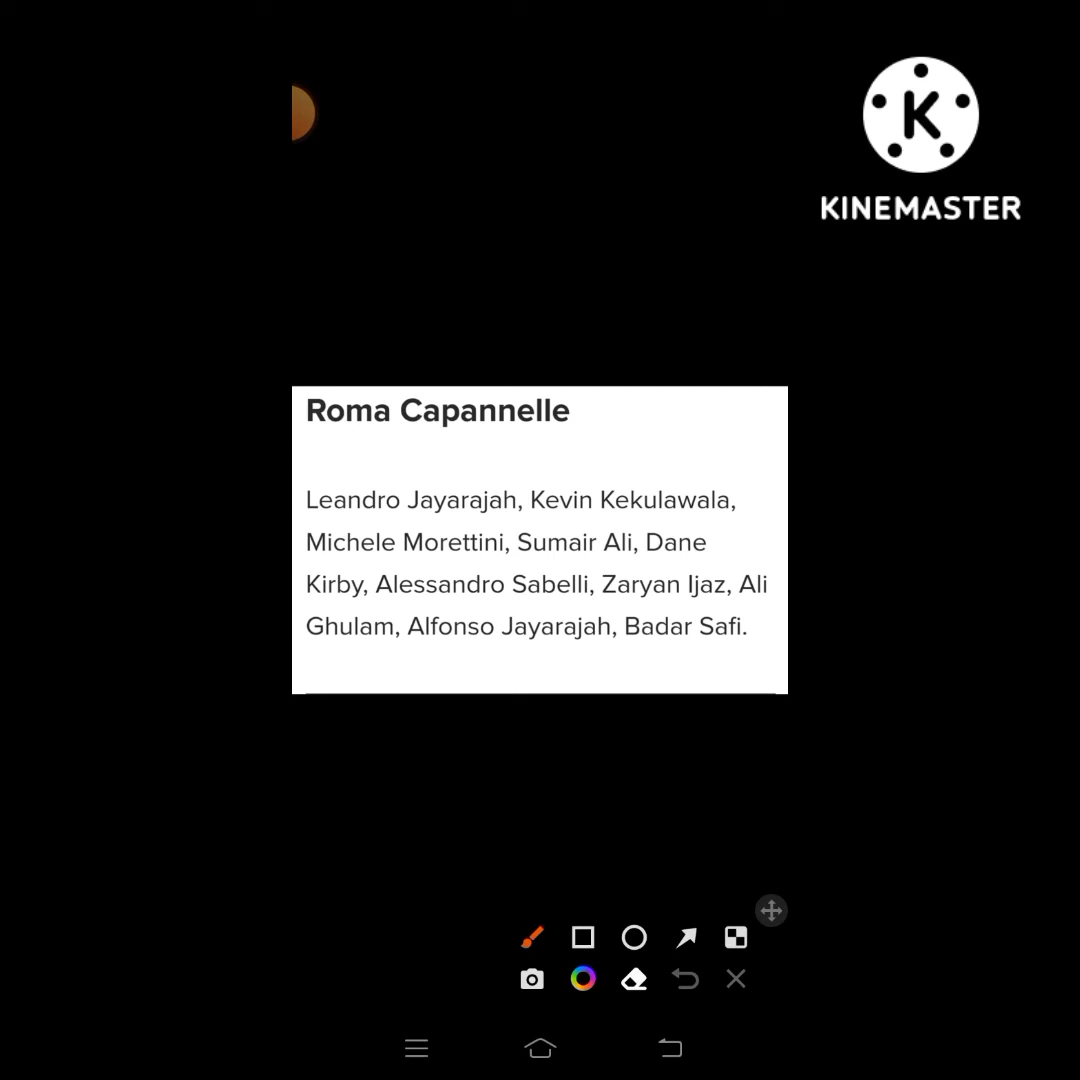 K
KINEMASTER
Roma Capannelle
Leandro Jayarajah, Kevin Kekulawala,
Michele Morettini, Sumair Ali, Dane
Kirby, Alessandro Sabelli, Zaryan Ijaz, Ali
Ghulam, Alfonso Jayarajah, Badar Safi.